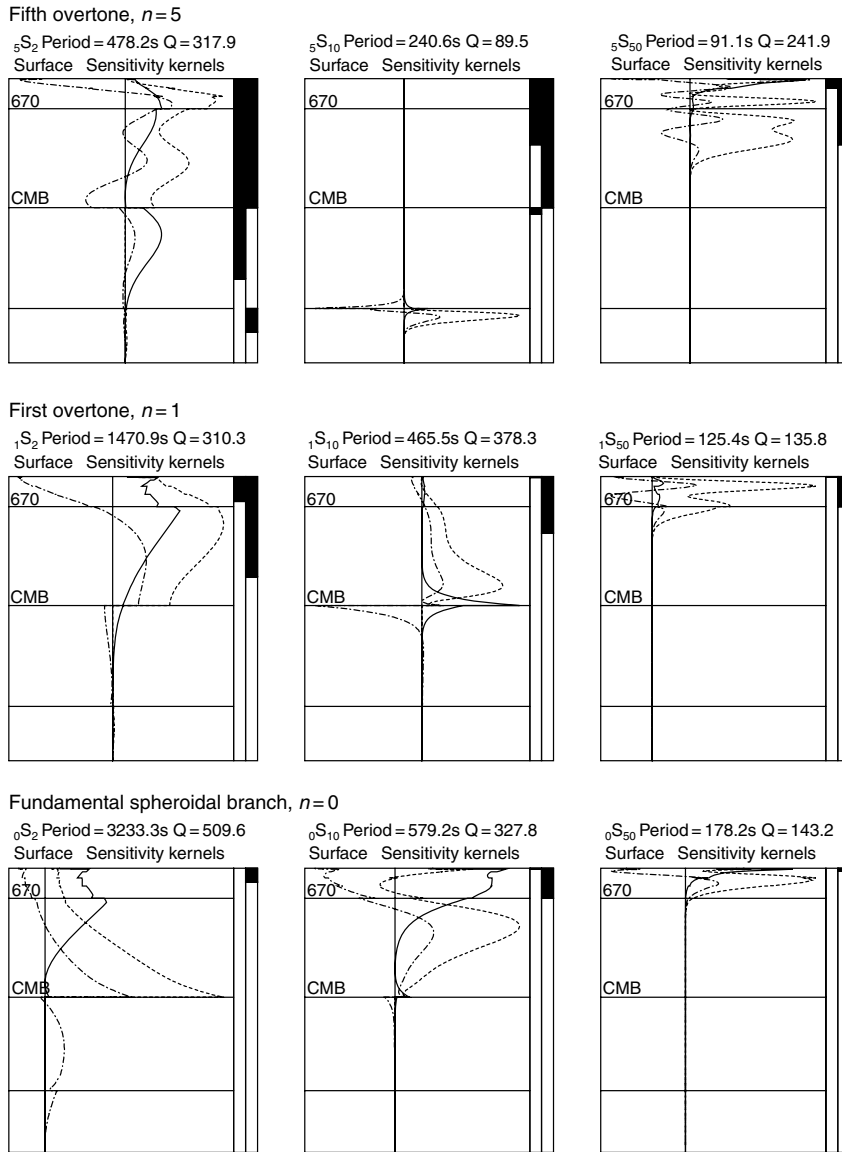 Fifth overtone, n = 5
₅S₂ Period = 478.2s Q = 317.9
Surface Sensitivity kernels
670
CMB
₅S₁₀ Period = 240.6s Q = 89.5
Surface Sensitivity kernels
670
CMB
₅S₅₀ Period = 91.1s Q = 241.9
Surface Sensitivity kernels
670
CMB
First overtone, n = 1
₁S₂ Period = 1470.9s Q = 310.3
Surface Sensitivity kernels
670
CMB
₁S₁₀ Period = 465.5s Q = 378.3
Surface Sensitivity kernels
670
CMB
₁S₅₀ Period = 125.4s Q = 135.8
Surface Sensitivity kernels
670
CMB
Fundamental spheroidal branch, n = 0
₀S₂ Period = 3233.3s Q = 509.6
Surface Sensitivity kernels
670
CMB
₀S₁₀ Period = 579.2s Q = 327.8
Surface Sensitivity kernels
670
CMB
₀S₅₀ Period = 178.2s Q = 143.2
Surface Sensitivity kernels
670
CMB